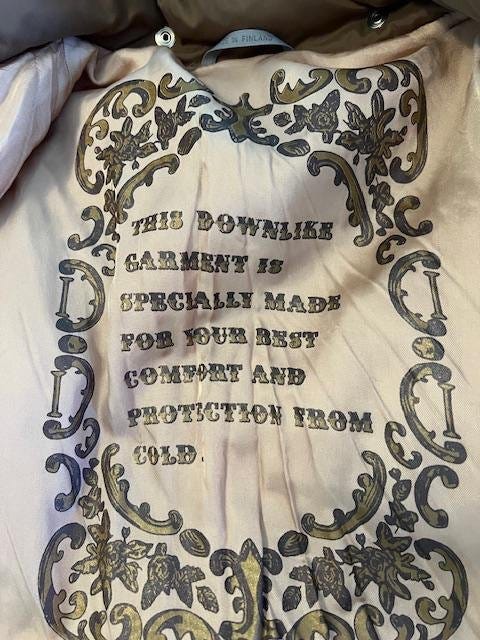 IN FINLAND
THIS DOWNLIKE
GARMENT IS
SPECIALLY MADE
FOR YOUR BEST
COMFORT AND
PROTECTION FROM
COLD.